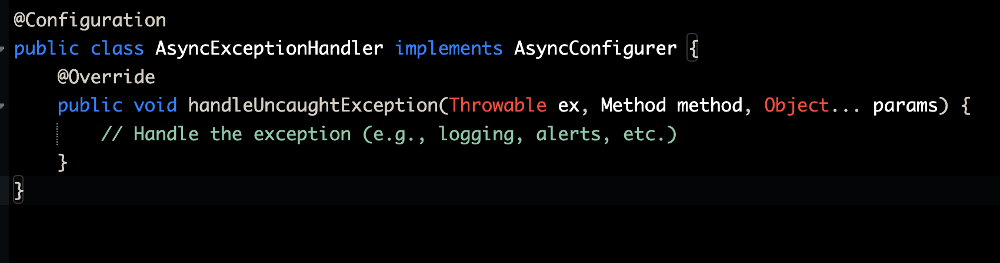 @Configuration
public class AsyncExceptionHandler implements AsyncConfigurer {
    @Override
    public void handleUncaughtException(Throwable ex, Method method, Object... params) {
        // Handle the exception (e.g., logging, alerts, etc.)
    }
}